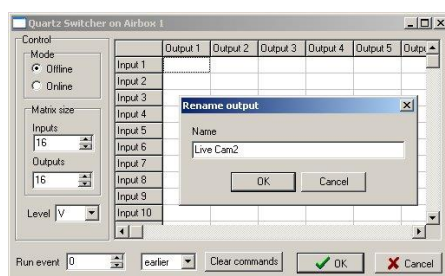 Quartz Switcher on Airbox 1
Control
Mode
Offline
Online
Matrix size
Inputs
16
Outputs
16
Level V
Output 1 Output 2 Output 3 Output 4 Output 5 Outpu
Input 1
Input 2
Input 3
Input 4
Input 5
Input 6
Input 7
Input 8
Input 9
Input 10
Rename output
Name
Live Cam2
OK Cancel
Run event 0 earlier Clear commands OK Cancel